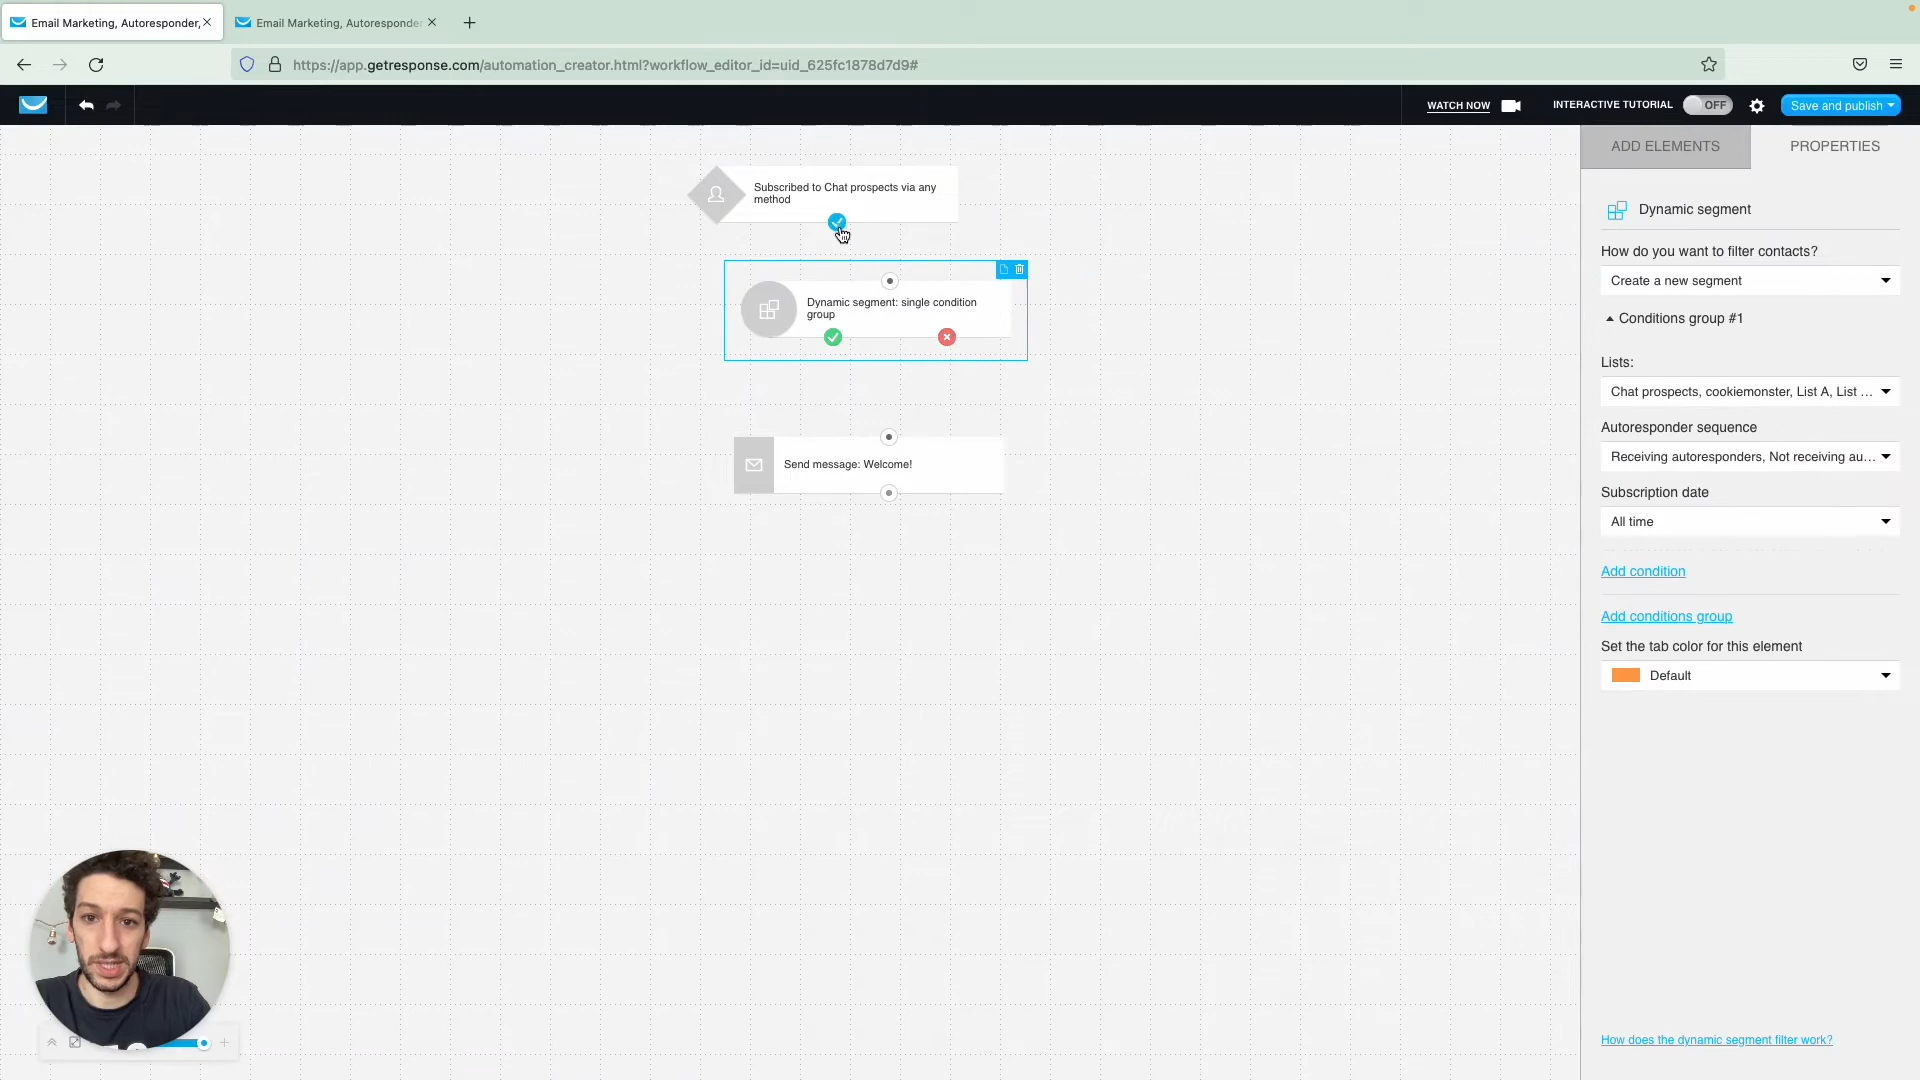 Email Marketing, Autoresponder,
Email Marketing, Autoresponder
https://app.getresponse.com/automation_creator.html?workflow_editor_id=uid_625fc1878d7d9#
WATCH NOW
INTERACTIVE TUTORIAL
OFF
Save and publish
ADD ELEMENTS
PROPERTIES
Subscribed to Chat prospects via any
method
Dynamic segment: single condition
group
Send message: Welcome!
Dynamic segment
How do you want to filter contacts?
Create a new segment
Conditions group #1
Lists:
Chat prospects, cookiemonster, List A, List ...
Autoresponder sequence
Receiving autoresponders, Not receiving au...
Subscription date
All time
Add condition
Add conditions group
Set the tab color for this element
Default
How does the dynamic segment filter work?